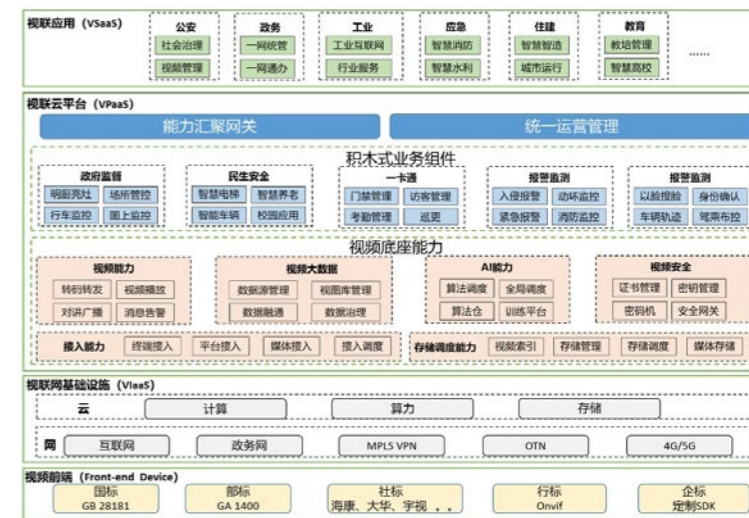 视联应用（VSaaS）
公安 政务 工业 应急 住建 教育
社会治理 一网统管 工业互联网 智慧消防 智慧智造 教培管理
视频管理 一网通办 行业服务 智慧水利 城市运行 智慧高校
……
视联云平台（VPaaS）
能力汇聚网关 统一运营管理
积木式业务组件
政府监督 民生安全 一卡通 报警监测 报警监测
明厨亮灶 场所管控 智慧电梯 智慧养老 门禁管理 访客管理 入侵报警 动环监控 以脸搜脸 身份确认
行车监控 图上监控 智能车辆 校园应用 考勤管理 巡更 紧急报警 消防监控 车辆轨迹 驾乘布控
视频底座能力
视频能力 视频大数据 AI能力 视频安全
转码转发 视频播放 数据源管理 视图库管理 算法调度 全局调度 证书管理 密钥管理
对讲广播 消息告警 数据融通 数据治理 算法仓 训练平台 密码机 安全网关
接入能力 终端接入 平台接入 媒体接入 接入调度 存储调度能力 视频索引 存储管理 存储调度 媒体存储
视联网基础设施（VIaaS）
云 计算 算力 存储
网 互联网 政务网 MPLS VPN OTN 4G/5G
视频前端（Front-end Device）
国标 部标 社标 行标 企标
GB 28181 GA 1400 海康、大华、宇视 。。 Onvif 定制SDK